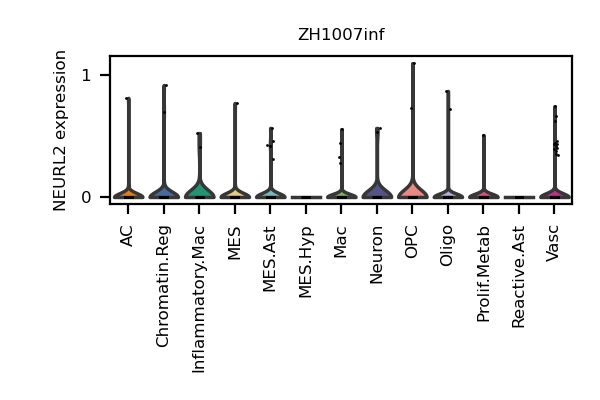 ZH1007inf
NEURL2 expression
1
0
AC
Chromatin.Reg
Inflammatory.Mac
MES
MES.Ast
MES.Hyp
Mac
Neuron
OPC
Oligo
Prolif.Metab
Reactive.Ast
Vasc